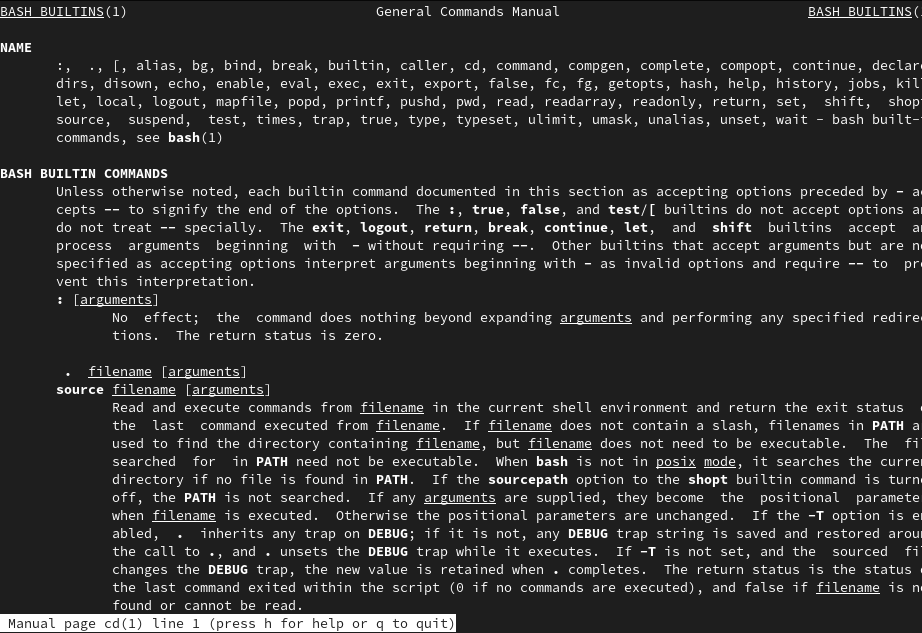 BASH_BUILTINS(1) General Commands Manual BASH_BUILTINS(
NAME
:, ., [, alias, bg, bind, break, builtin, caller, cd, command, compgen, complete, compopt, continue, declar
dirs, disown, echo, enable, eval, exec, exit, export, false, fc, fg, getopts, hash, help, history, jobs, kil
let, local, logout, mapfile, popd, printf, pushd, pwd, read, readarray, readonly, return, set, shift, shop
source, suspend, test, times, trap, true, type, typeset, ulimit, umask, unalias, unset, wait - bash built-
commands, see bash(1)
BASH BUILTIN COMMANDS
Unless otherwise noted, each builtin command documented in this section as accepting options preceded by - a
cepts -- to signify the end of the options. The :, true, false, and test/[ builtins do not accept options a
do not treat -- specially. The exit, logout, return, break, continue, let, and shift builtins accept a
process arguments beginning with - without requiring --. Other builtins that accept arguments but are n
specified as accepting options interpret arguments beginning with - as invalid options and require -- to pr
vent this interpretation.
: [arguments]
No effect; the command does nothing beyond expanding arguments and performing any specified redire
tions. The return status is zero.
. filename [arguments]
source filename [arguments]
Read and execute commands from filename in the current shell environment and return the exit status
the last command executed from filename. If filename does not contain a slash, filenames in PATH a
used to find the directory containing filename, but filename does not need to be executable. The fi
searched for in PATH need not be executable. When bash is not in posix mode, it searches the curre
directory if no file is found in PATH. If the sourcepath option to the shopt builtin command is turn
off, the PATH is not searched. If any arguments are supplied, they become the positional paramete
when filename is executed. Otherwise the positional parameters are unchanged. If the -T option is e
abled, . inherits any trap on DEBUG; if it is not, any DEBUG trap string is saved and restored arou
the call to ., and . unsets the DEBUG trap while it executes. If -T is not set, and the sourced fi
changes the DEBUG trap, the new value is retained when . completes. The return status is the status
the last command exited within the script (0 if no commands are executed), and false if filename is n
found or cannot be read.
Manual page cd(1) line 1 (press h for help or q to quit)